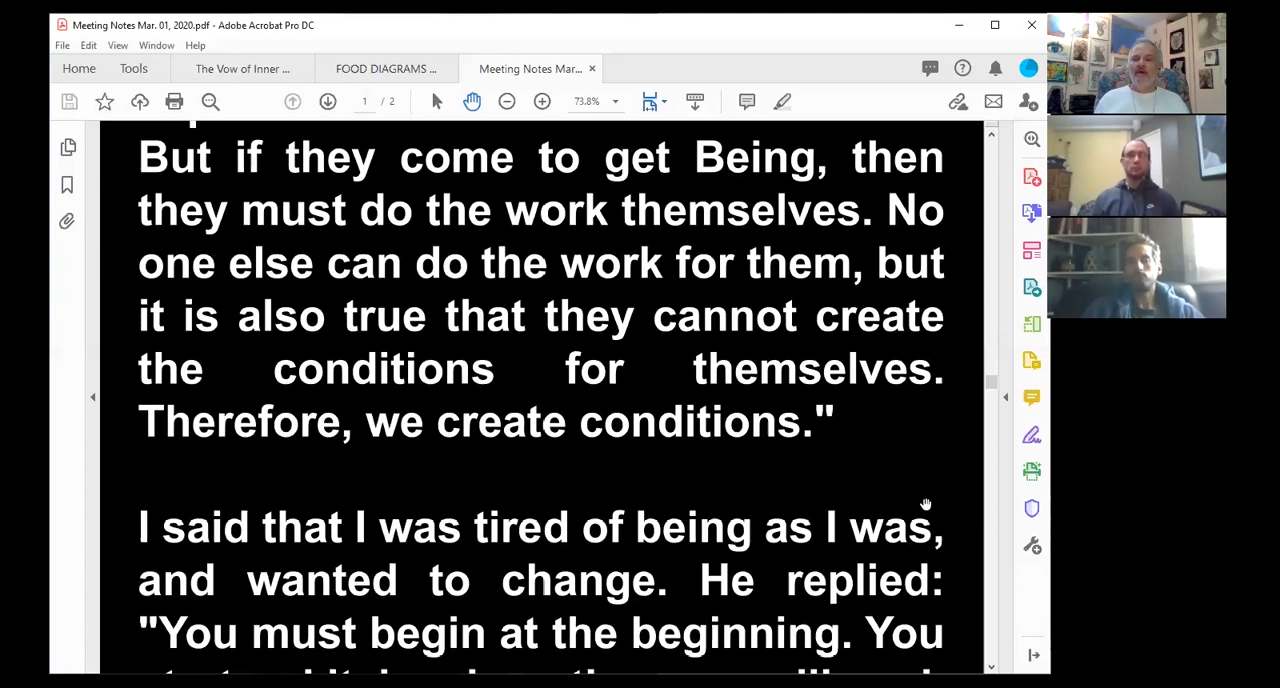 Meeting Notes Mar. 01, 2020.pdf - Adobe Acrobat Pro DC
File Edit View Window Help
Home Tools The Vow of Inner ... FOOD DIAGRAMS ... Meeting Notes Mar... ×
1 / 2 73.8%
But if they come to get Being, then
they must do the work themselves. No
one else can do the work for them, but
it is also true that they cannot create
the conditions for themselves.
Therefore, we create conditions."
I said that I was tired of being as I was,
and wanted to change. He replied:
"You must begin at the beginning. You